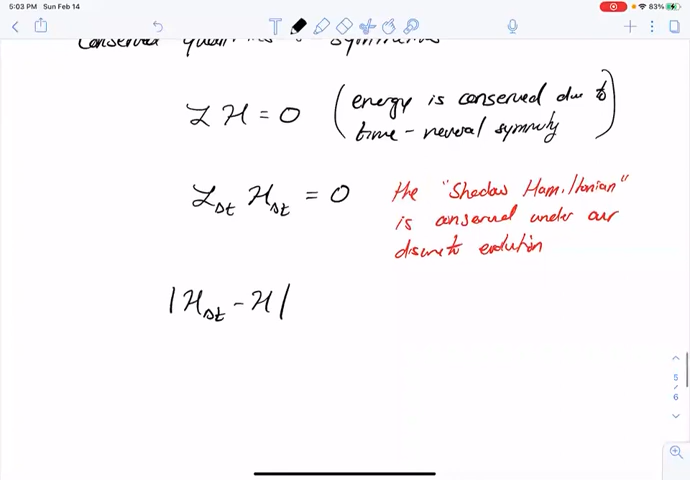 5:03 PM Sun Feb 14
83%
conserved quantities & symmetries
ℒ ℋ = 0 (energy is conserved due to
time-reversal symmetry)
ℒΔt ℋΔt = 0 the "Shadow Hamiltonian"
is conserved under our
discrete evolution
|ℋΔt - ℋ|
5
/
6